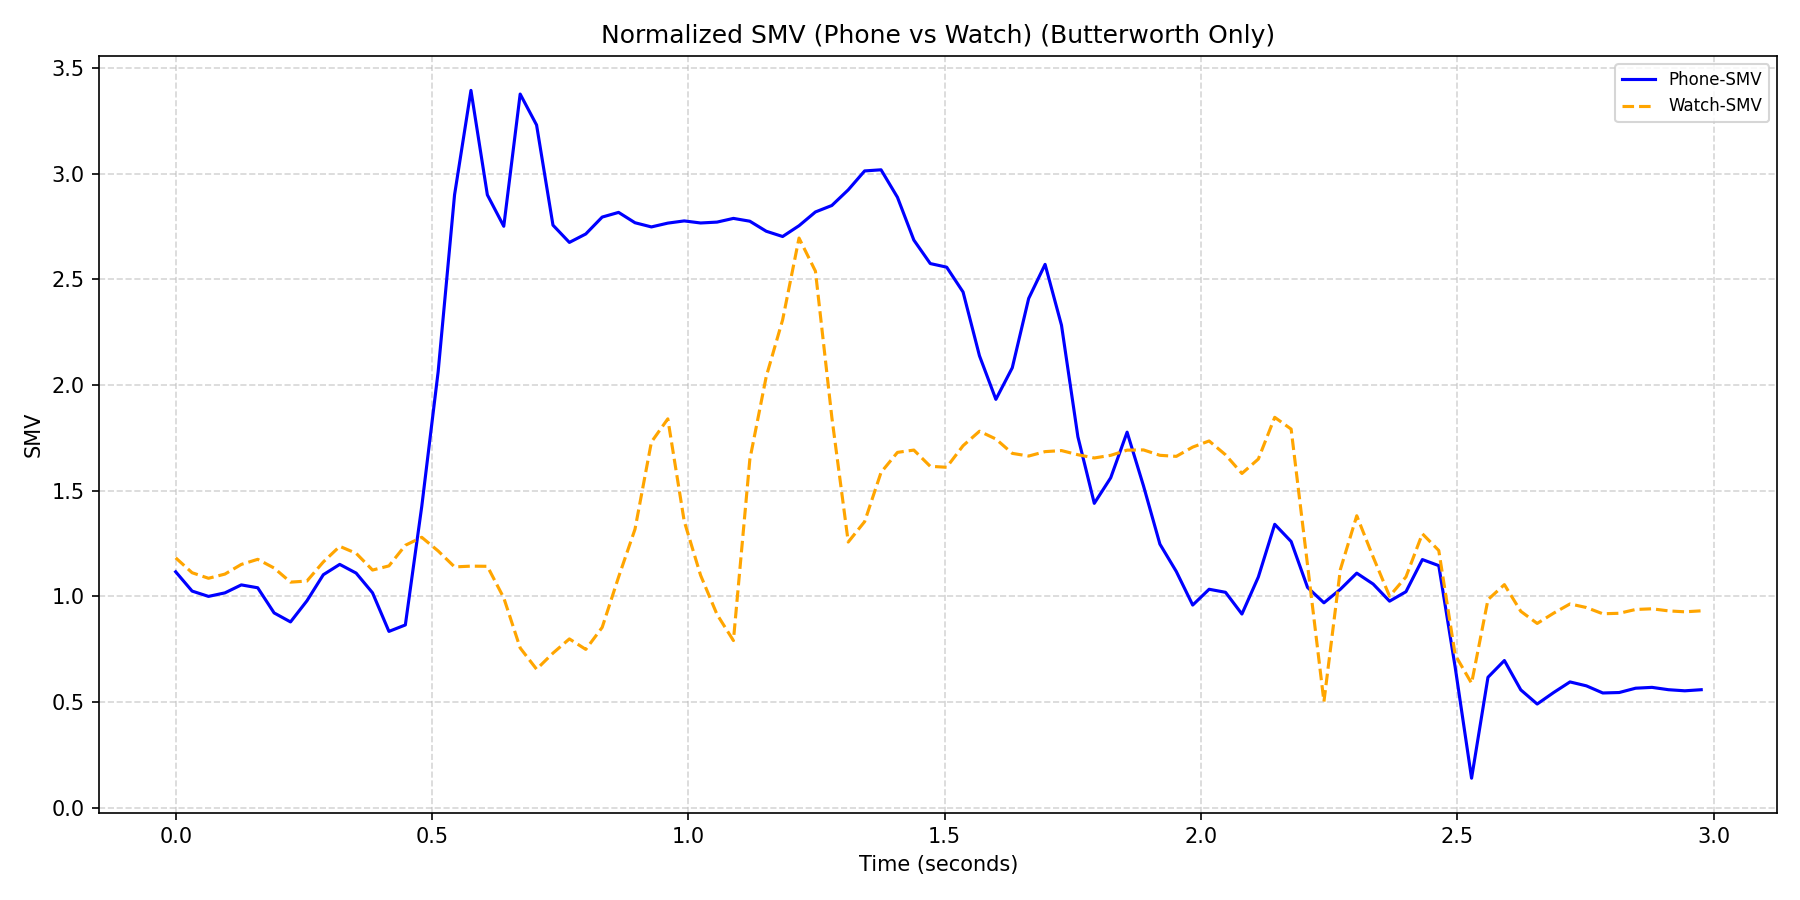 Normalized SMV (Phone vs Watch) (Butterworth Only)
Phone-SMV
Watch-SMV
SMV
3.5
3.0
2.5
2.0
1.5
1.0
0.5
0.0
0.0 0.5 1.0 1.5 2.0 2.5 3.0
Time (seconds)